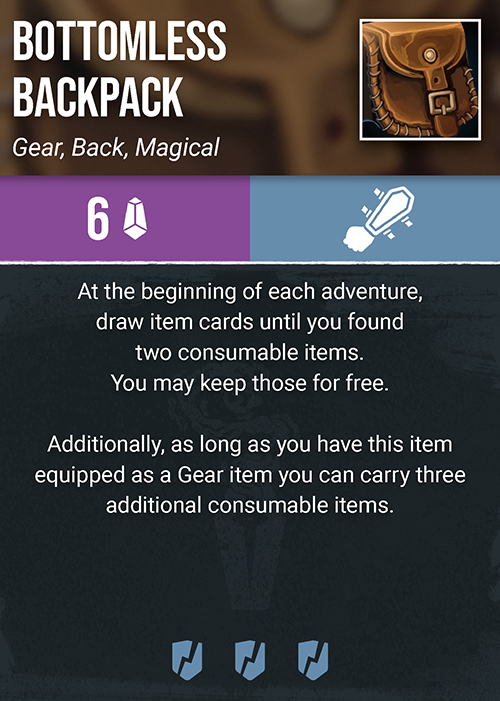 BOTTOMLESS
BACKPACK
Gear, Back, Magical
6
At the beginning of each adventure,
draw item cards until you found
two consumable items.
You may keep those for free.
Additionally, as long as you have this item
equipped as a Gear item you can carry three
additional consumable items.